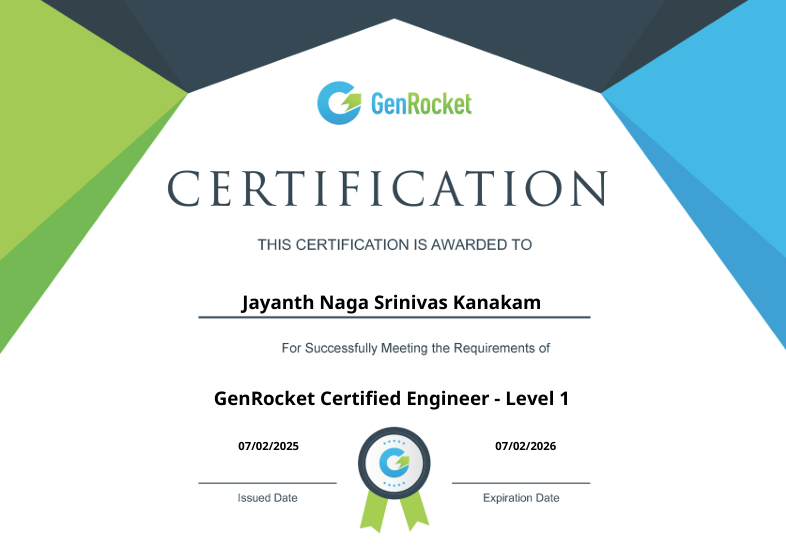 GenRocket
CERTIFICATION
THIS CERTIFICATION IS AWARDED TO
Jayanth Naga Srinivas Kanakam
For Successfully Meeting the Requirements of
GenRocket Certified Engineer - Level 1
07/02/2025
07/02/2026
Issued Date
Expiration Date